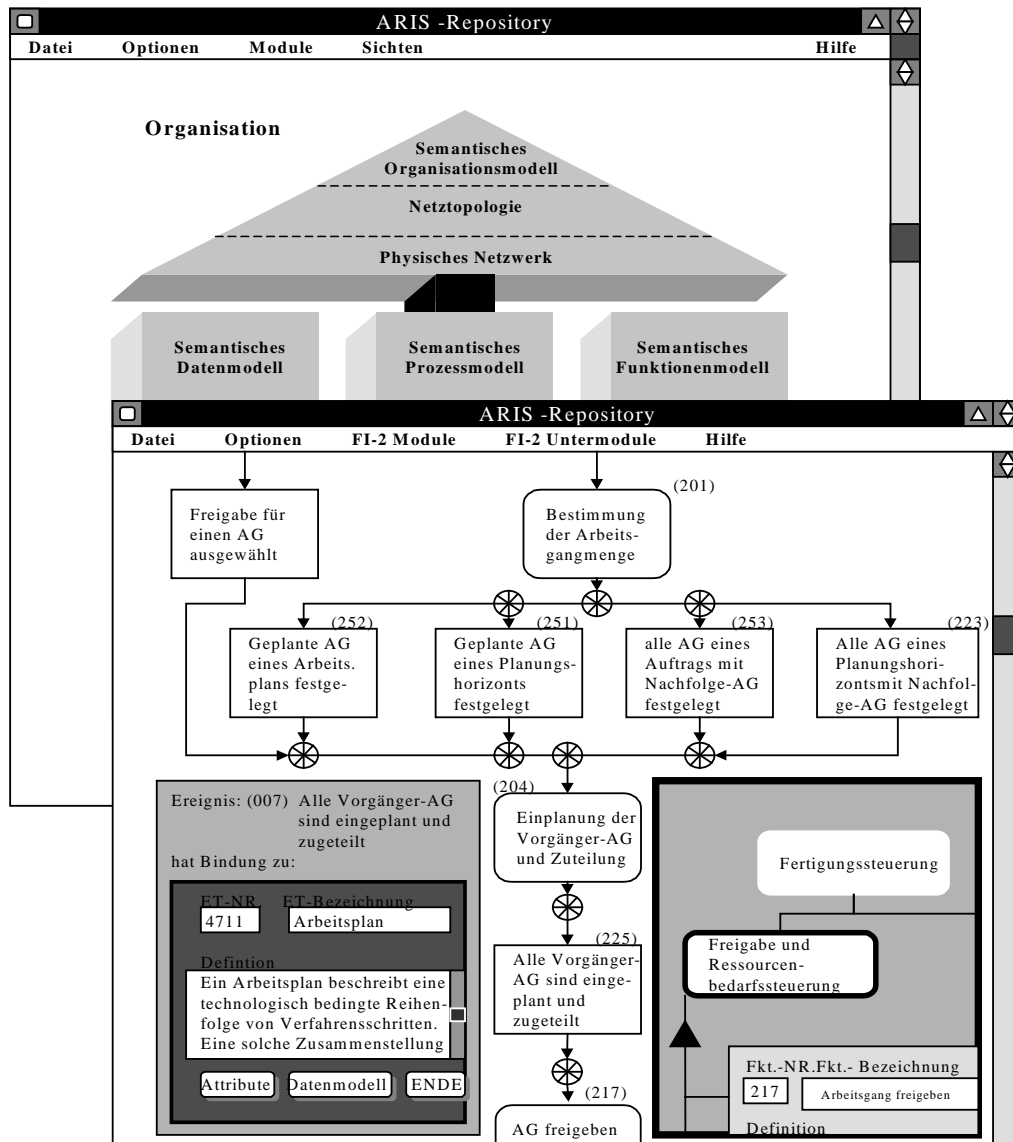 ARIS -Repository
Datei Optionen Module Sichten Hilfe
Organisation
Semantisches
Organisationsmodell
Netztopologie
Physisches Netzwerk
Semantisches
Datenmodell
Semantisches
Prozessmodell
Semantisches
Funktionenmodell
ARIS -Repository
Datei Optionen FI-2 Module FI-2 Untermodule Hilfe
Freigabe für
einen AG
ausgewählt
(201)
Bestimmung
der Arbeits-
gangmenge
(252)
Geplante AG
eines Arbeits.
plans festge-
legt
(251)
Geplante AG
eines Planungs-
horizonts
festgelegt
(253)
alle AG eines
Auftrags mit
Nachfolge-AG
festgelegt
(223)
Alle AG eines
Planungshori-
zontsmit Nachfol-
ge-AG festgelegt
Ereignis: (007) Alle Vorgänger-AG
sind eingeplant und
zugeteilt
hat Bindung zu:
ET-NR. ET-Bezeichnung
4711 Arbeitsplan
Defintion
Ein Arbeitsplan beschreibt eine
technologisch bedingte Reihen-
folge von Verfahrensschritten.
Eine solche Zusammenstellung
Attribute Datenmodell ENDE
(204)
Einplanung der
Vorgänger-AG
und Zuteilung
(225)
Alle Vorgänger-
AG sind einge-
plant und
zugeteilt
(217)
AG freigeben
Fertigungssteuerung
Freigabe und
Ressourcen-
bedarfssteuerung
Fkt.-NR.Fkt.- Bezeichnung
217 Arbeitsgang freigeben
Definition